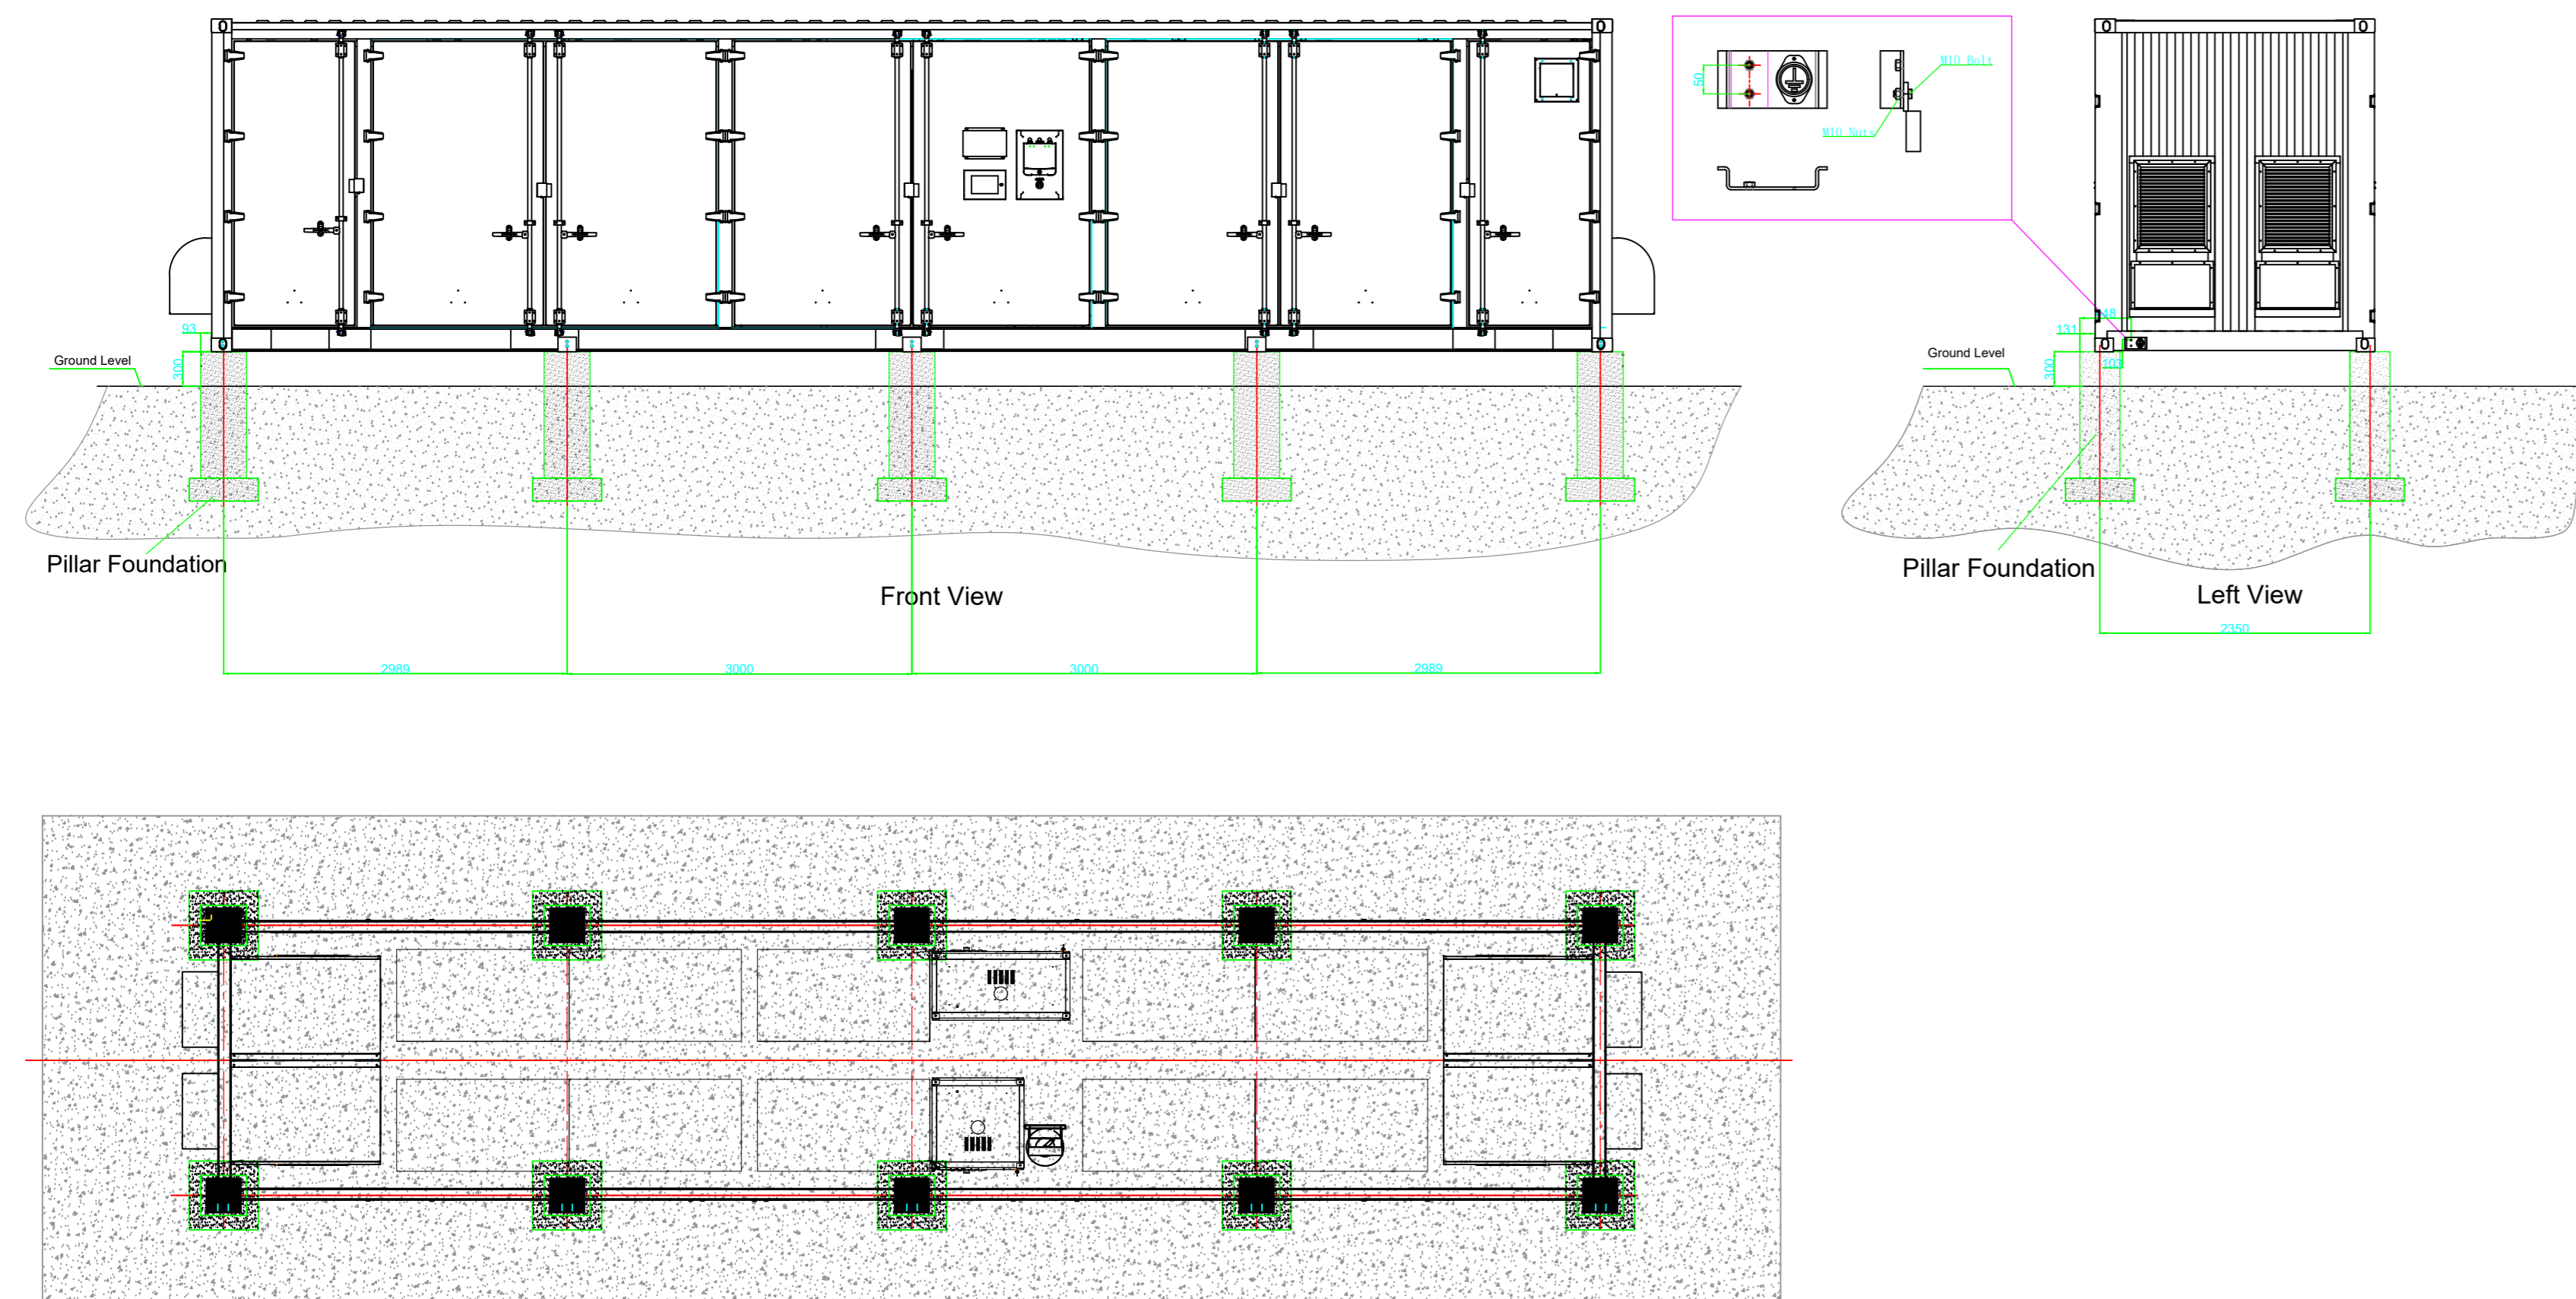 50
M10 Bolt
M10 Nuts
93
300
Ground Level
Pillar Foundation
Front View
2989
3000
3000
2989
48
131
103
300
Ground Level
Pillar Foundation
Left View
2350